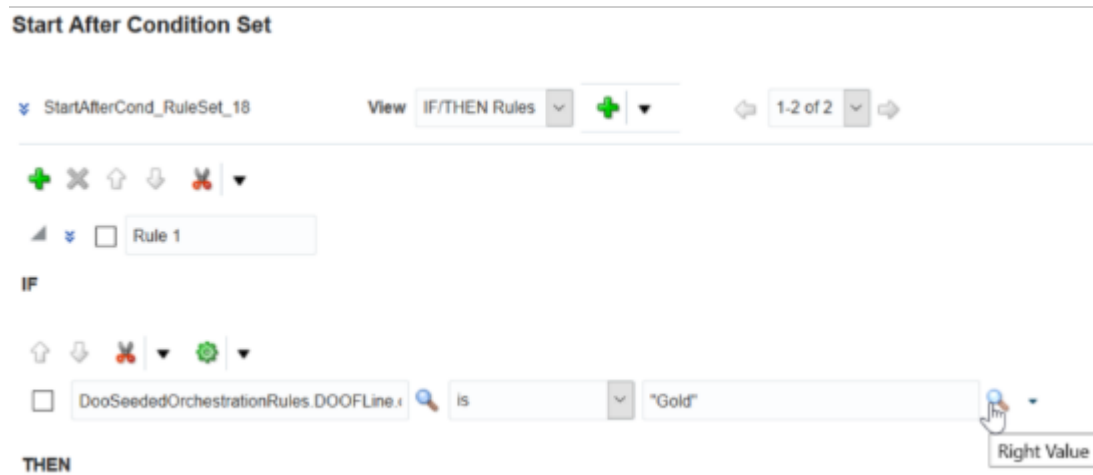 Start After Condition Set
StartAfterCond_RuleSet_18 View IF/THEN Rules 1-2 of 2
Rule 1
IF
DooSeededOrchestrationRules.DOOFLine. is "Gold"
Right Value
THEN